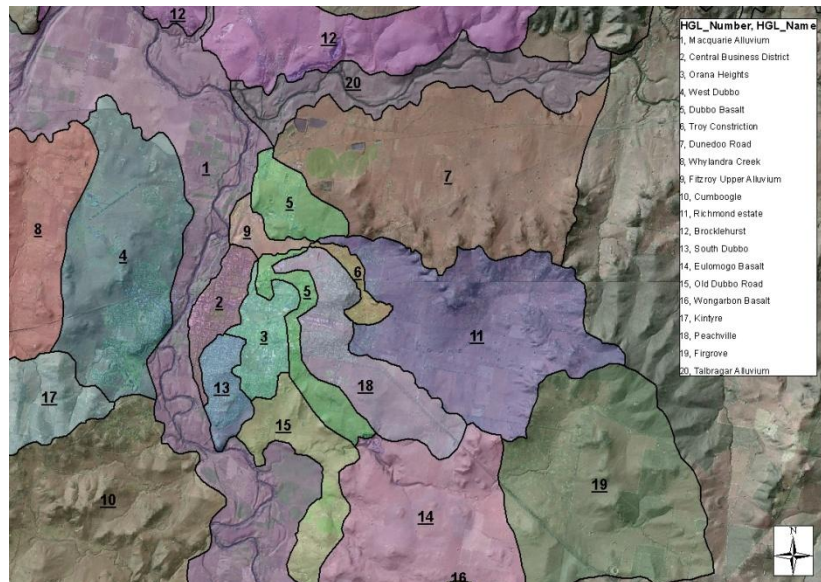 12
12
20
1
7
5
8
9
4
6
2
5
11
3
17
13
18
15
10
19
14
16
HGL_Number, HGL_Name
1, Macquarie Alluvium
2, Central Business District
3, Orana Heights
4, West Dubbo
5, Dubbo Basalt
6, Troy Constriction
7, Dunedoo Road
8, Whylandra Creek
9, Fitzroy Upper Alluvium
10, Cumboogle
11, Richmond estate
12, Brocklehurst
13, South Dubbo
14, Eulomogo Basalt
15, Old Dubbo Road
16, Wongarbon Basalt
17, Kintyre
18, Peachville
19, Firgrove
20, Talbragar Alluvium
N